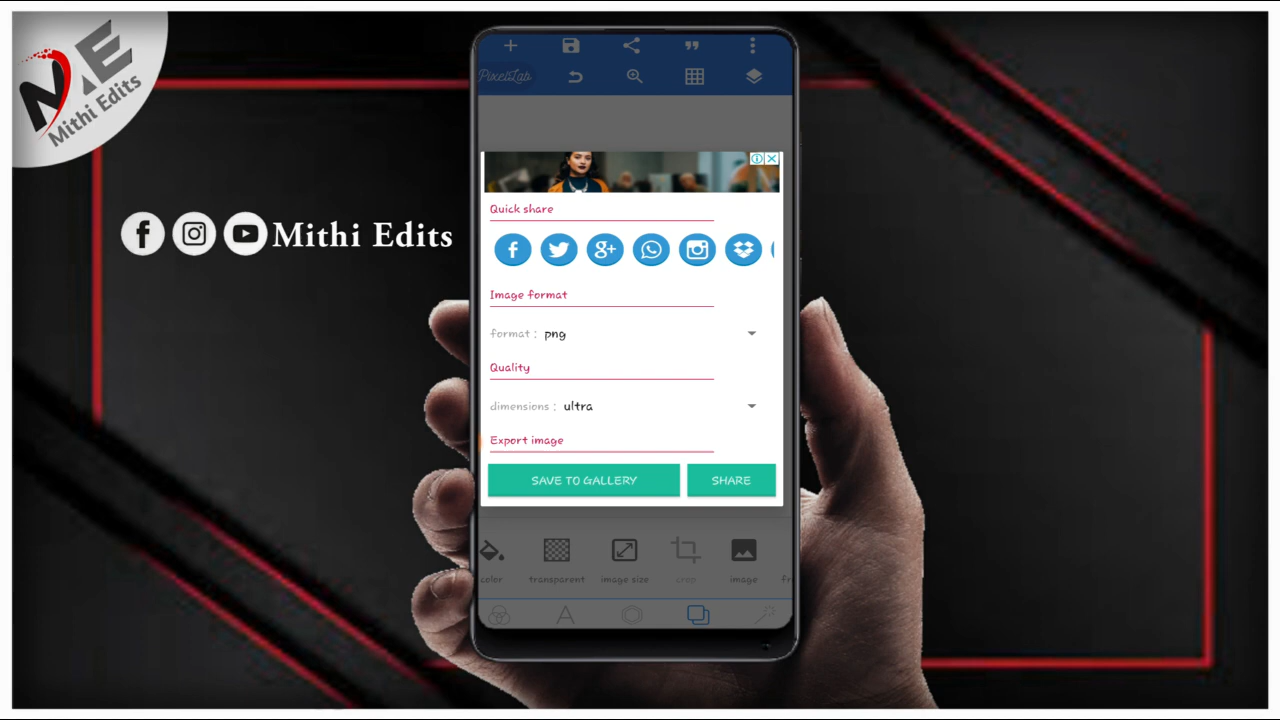 ME
Mithi Edits
Mithi Edits
PixelLab
Quick share
Image format
format : png
Quality
dimensions : ultra
Export image
SAVE TO GALLERY
SHARE
color
transparent
image size
crop
image
fr